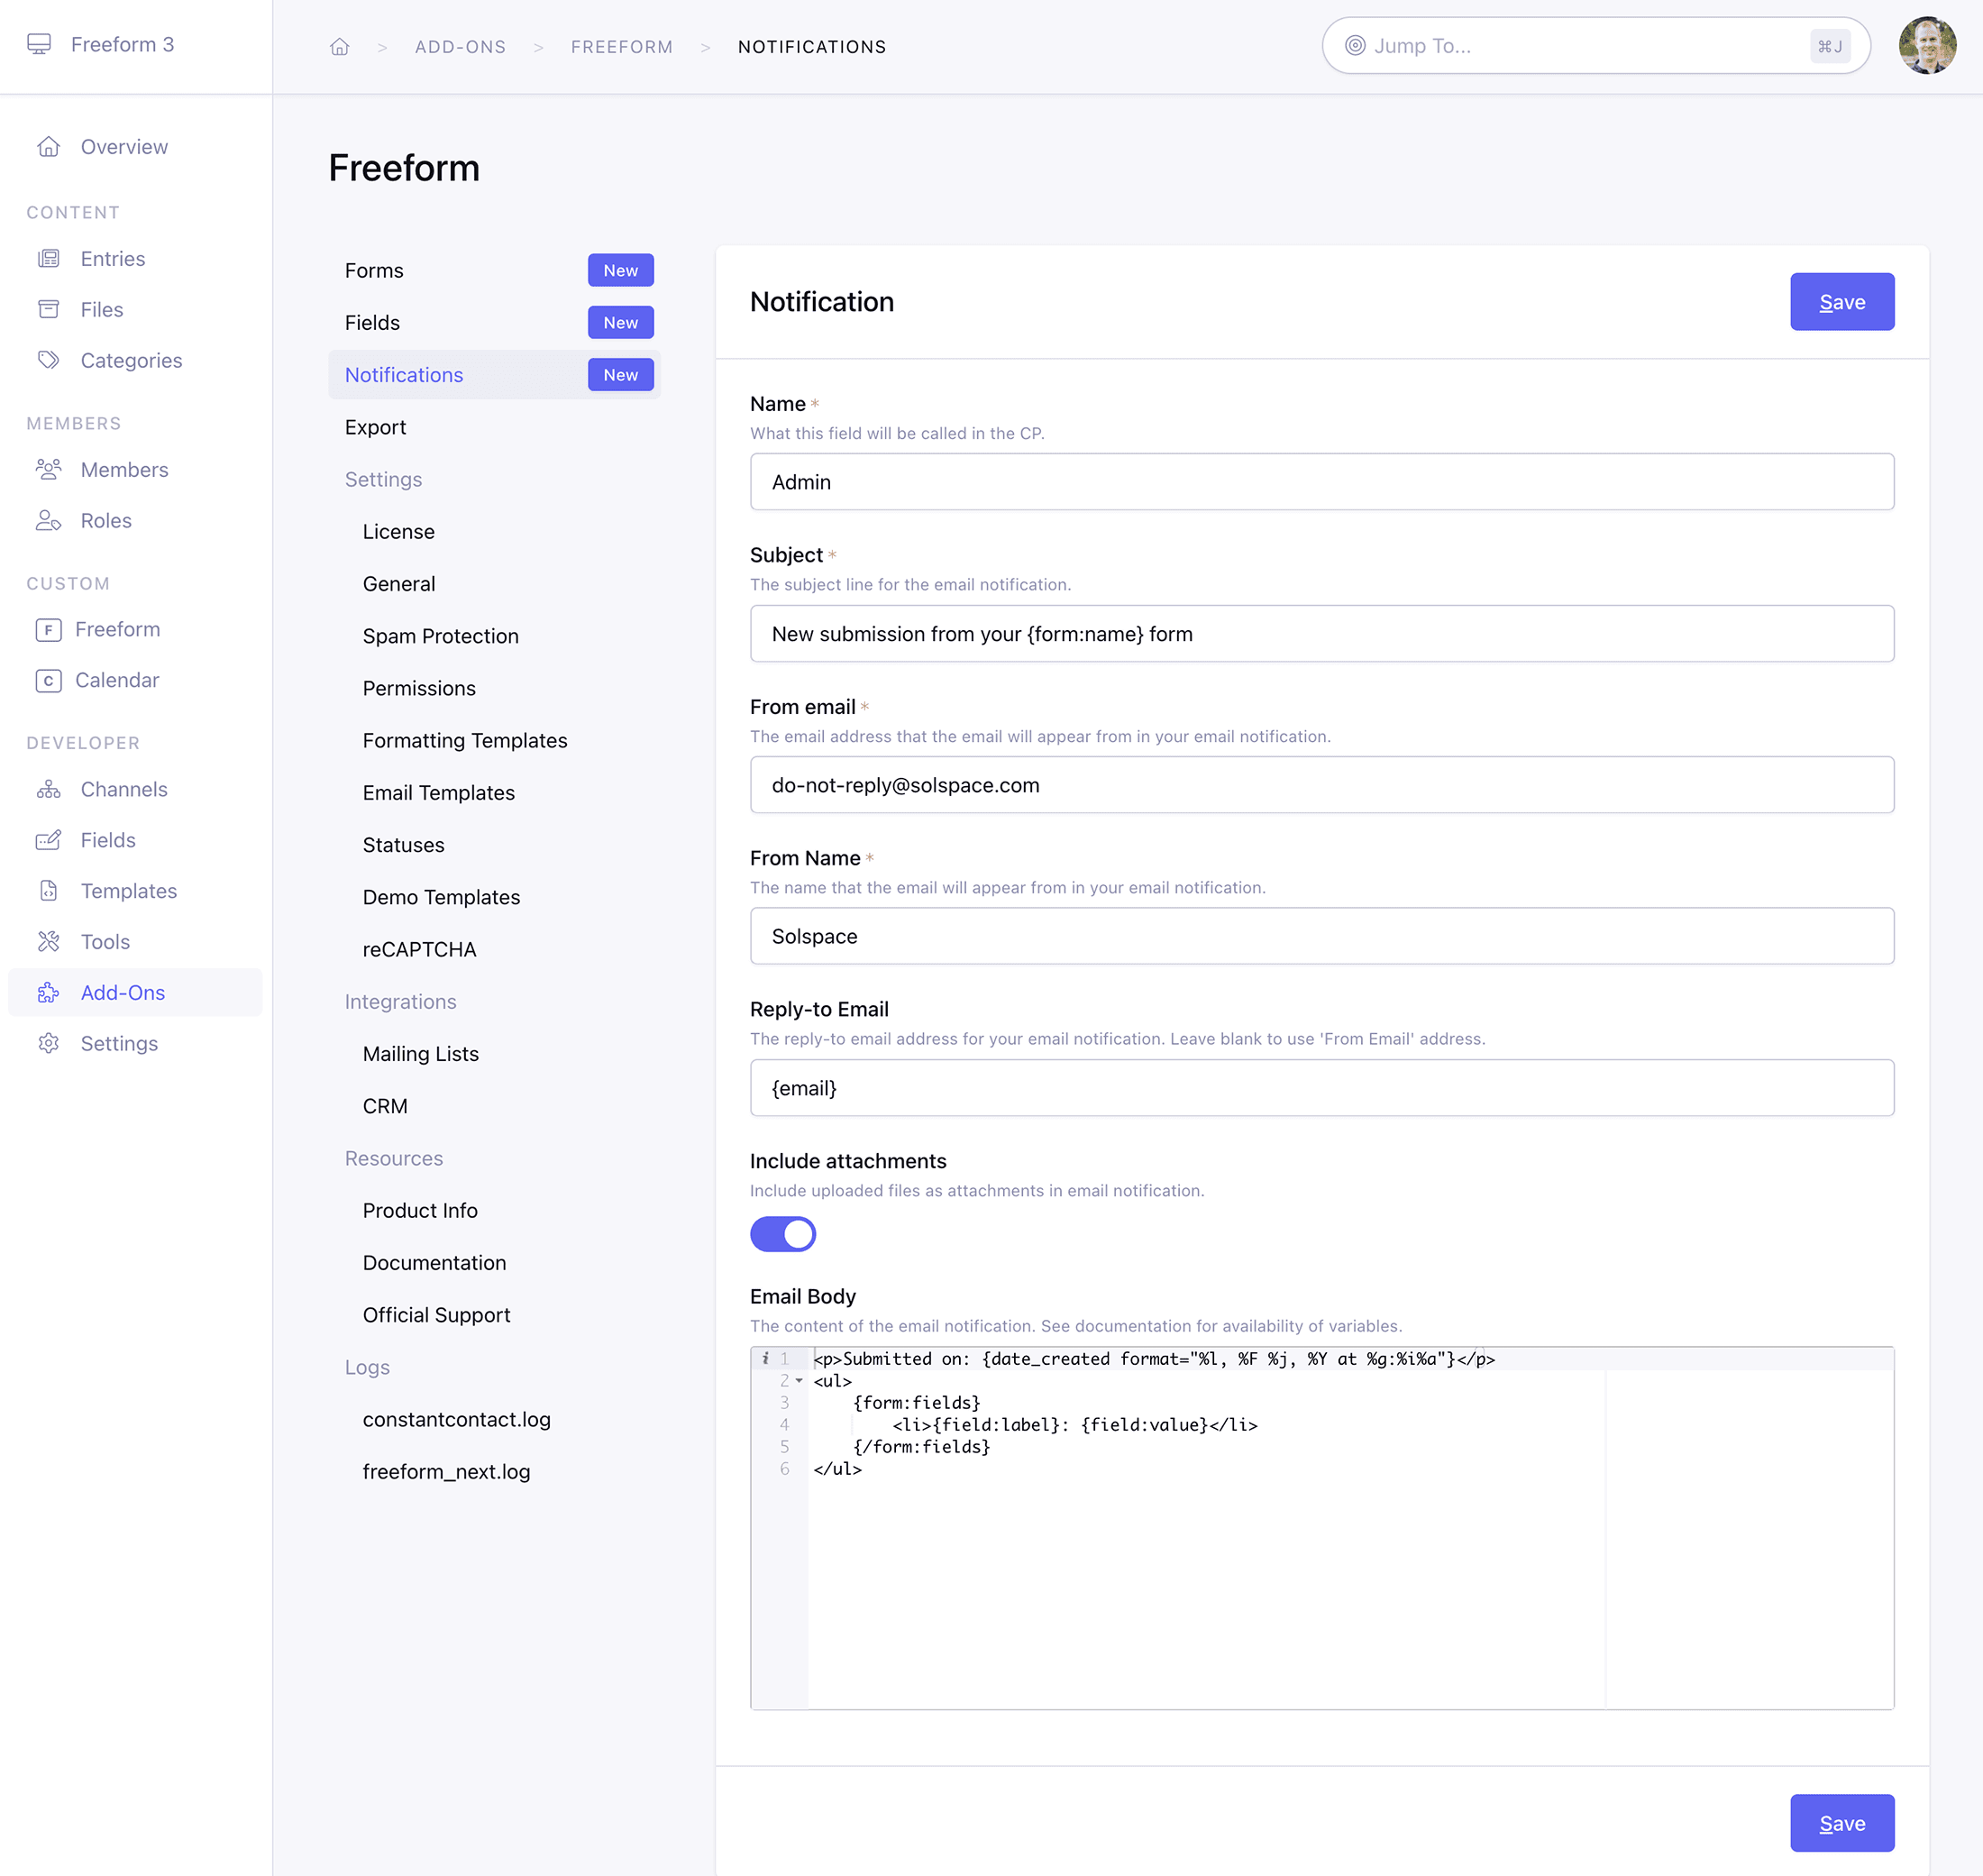 Freeform 3
> ADD-ONS > FREEFORM > NOTIFICATIONS
Jump To...
⌘J
Overview
CONTENT
Entries
Files
Categories
MEMBERS
Members
Roles
CUSTOM
F Freeform
C Calendar
DEVELOPER
Channels
Fields
Templates
Tools
Add-Ons
Settings
Freeform
Forms New
Fields New
Notifications New
Export
Settings
License
General
Spam Protection
Permissions
Formatting Templates
Email Templates
Statuses
Demo Templates
reCAPTCHA
Integrations
Mailing Lists
CRM
Resources
Product Info
Documentation
Official Support
Logs
constantcontact.log
freeform_next.log
Notification
Save
Name *
What this field will be called in the CP.
Admin
Subject *
The subject line for the email notification.
New submission from your {form:name} form
From email *
The email address that the email will appear from in your email notification.
do-not-reply@solspace.com
From Name *
The name that the email will appear from in your email notification.
Solspace
Reply-to Email
The reply-to email address for your email notification. Leave blank to use 'From Email' address.
{email}
Include attachments
Include uploaded files as attachments in email notification.
Email Body
The content of the email notification. See documentation for availability of variables.
i 1 <p>Submitted on: {date_created format="%l, %F %j, %Y at %g:%i%a"}</p>
2 <ul>
3 {form:fields}
4 <li>{field:label}: {field:value}</li>
5 {/form:fields}
6 </ul>
Save